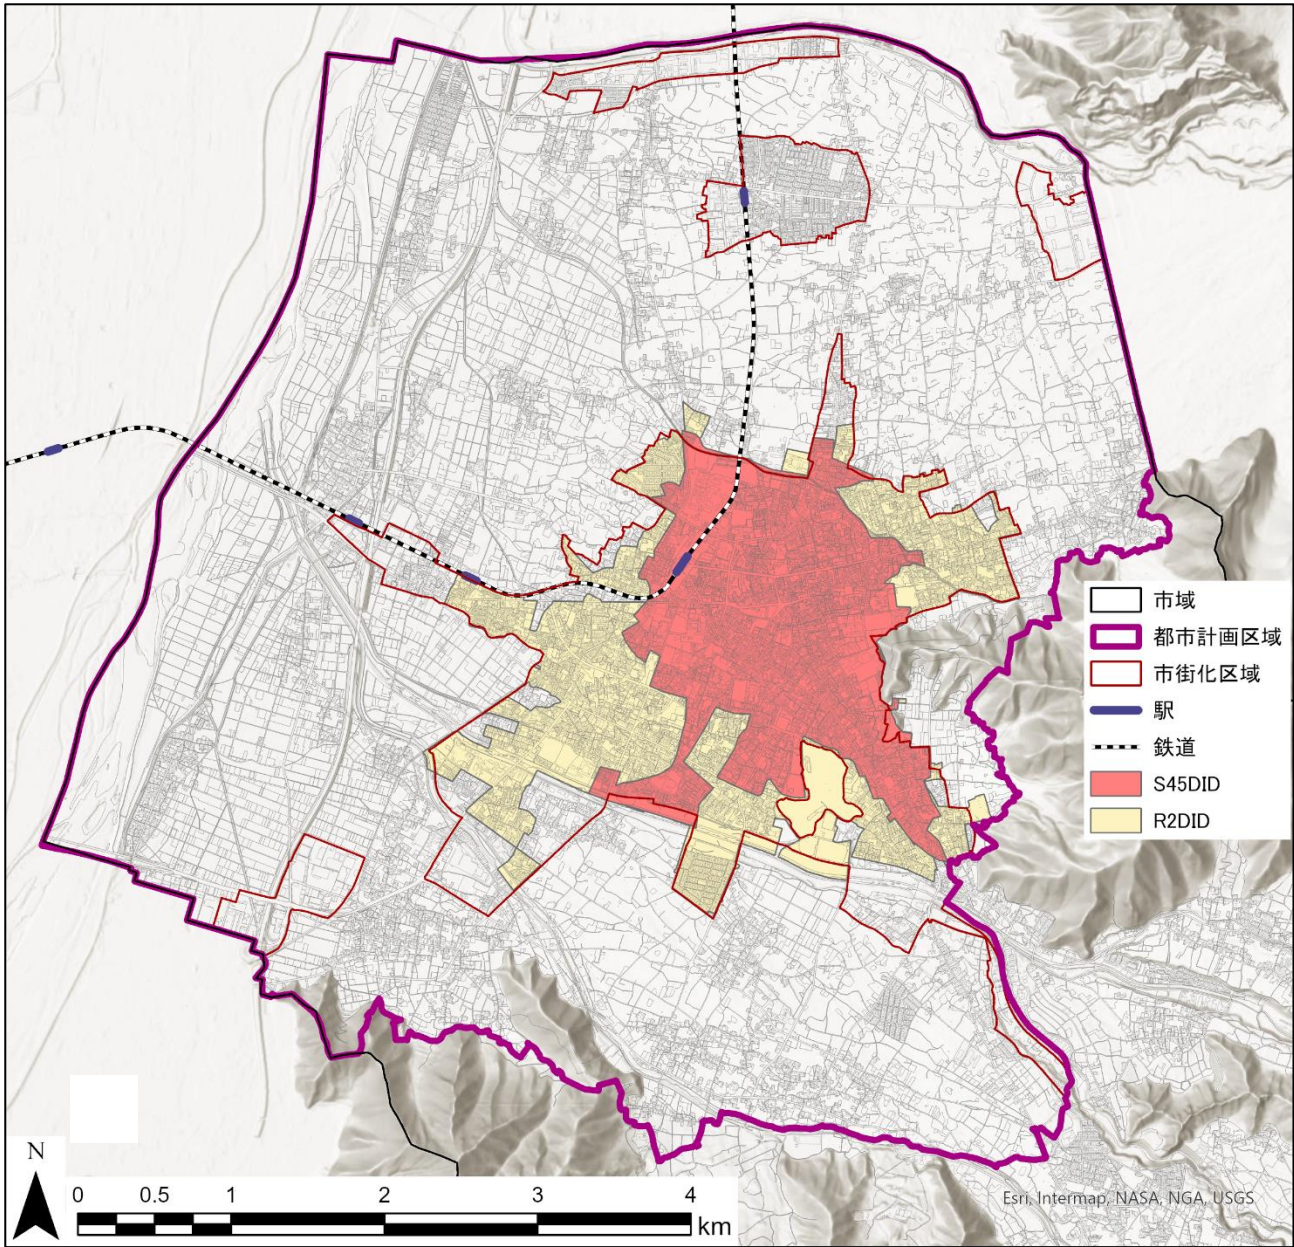 市域
都市計画区域
市街化区域
駅
鉄道
S45DID
R2DID
N
0 0.5 1 2 3 4
km
Esri, Intermap, NASA, NGA, USGS